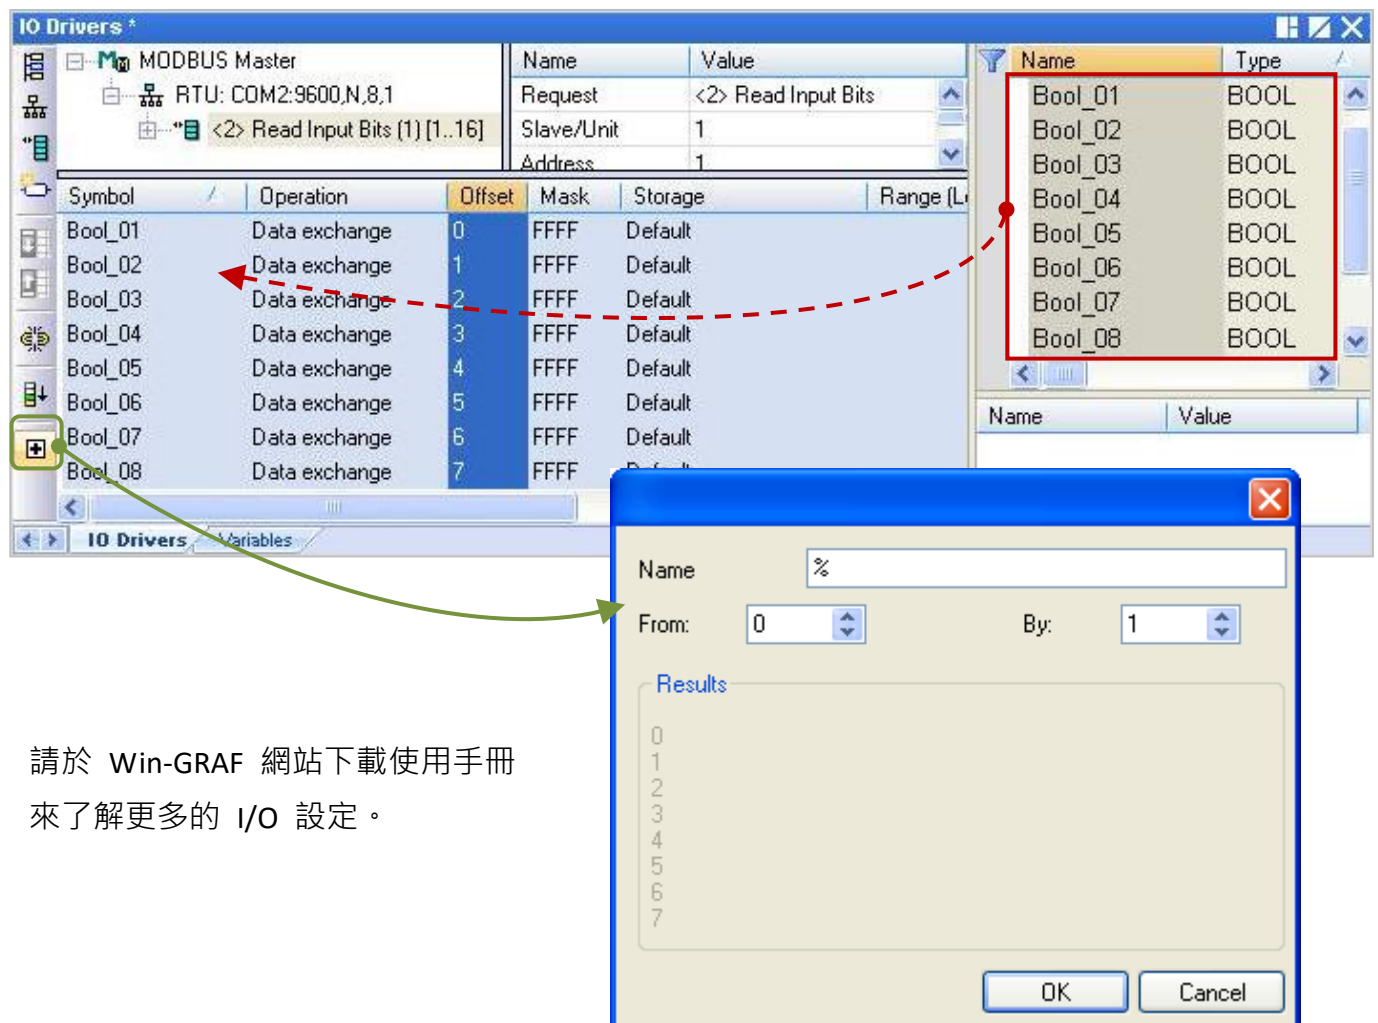 IO Drivers *
MODBUS Master
RTU: COM2:9600,N,8,1
<2> Read Input Bits (1) [1..16]
Name Value
Request <2> Read Input Bits
Slave/Unit 1
Address 1
Name Type
Bool_01 BOOL
Bool_02 BOOL
Bool_03 BOOL
Bool_04 BOOL
Bool_05 BOOL
Bool_06 BOOL
Bool_07 BOOL
Bool_08 BOOL
Symbol Operation Offset Mask Storage Range (L
Bool_01 Data exchange 0 FFFF Default
Bool_02 Data exchange 1 FFFF Default
Bool_03 Data exchange 2 FFFF Default
Bool_04 Data exchange 3 FFFF Default
Bool_05 Data exchange 4 FFFF Default
Bool_06 Data exchange 5 FFFF Default
Bool_07 Data exchange 6 FFFF Default
Bool_08 Data exchange 7 FFFF
Name Value
IO Drivers Variables
Name %
From: 0 By: 1
Results
0
1
2
3
4
5
6
7
OK Cancel
請於 Win-GRAF 網站下載使用手冊
來了解更多的 I/O 設定。